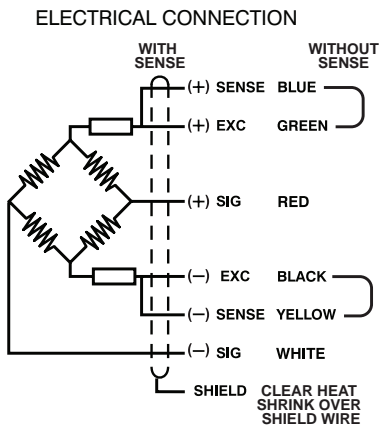 ELECTRICAL CONNECTION
WITH SENSE
WITHOUT SENSE
(+) SENSE BLUE
(+) EXC GREEN
(+) SIG RED
(−) EXC BLACK
(−) SENSE YELLOW
(−) SIG WHITE
SHIELD CLEAR HEAT
SHRINK OVER
SHIELD WIRE